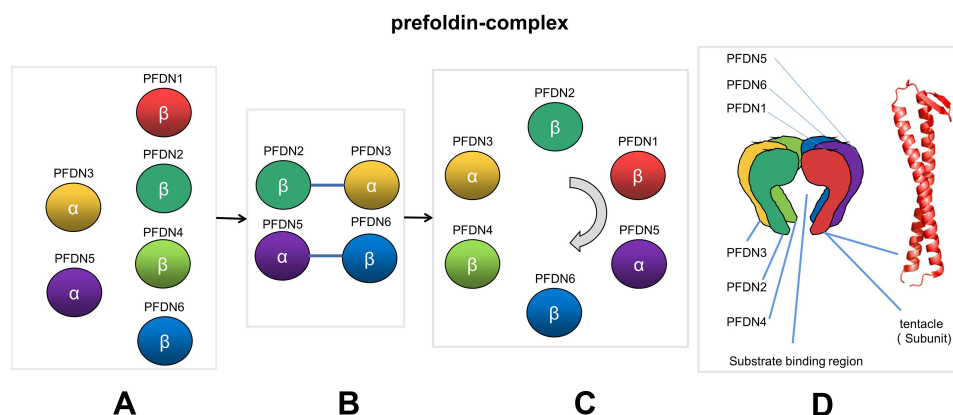 prefoldin-complex
PFDN1
β
PFDN2
β
PFDN3
α
PFDN4
β
PFDN5
α
PFDN6
β
PFDN2
PFDN3
β
α
PFDN5
PFDN6
α
β
PFDN2
β
PFDN3
PFDN1
α
β
PFDN4
PFDN5
β
α
PFDN6
β
PFDN5
PFDN6
PFDN1
PFDN3
PFDN2
PFDN4
tentacle
( Subunit)
Substrate binding region
A
B
C
D